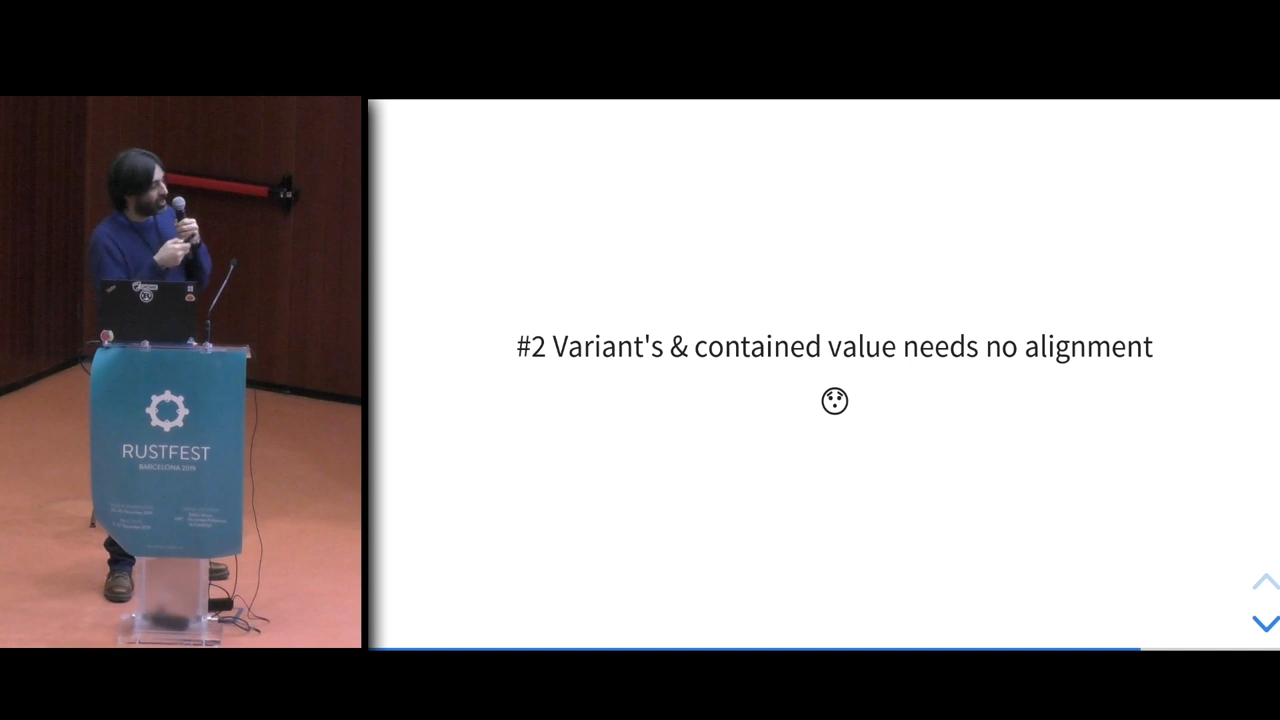 #2 Variant's & contained value needs no alignment
😯
RUSTFEST
BARCELONA 2019